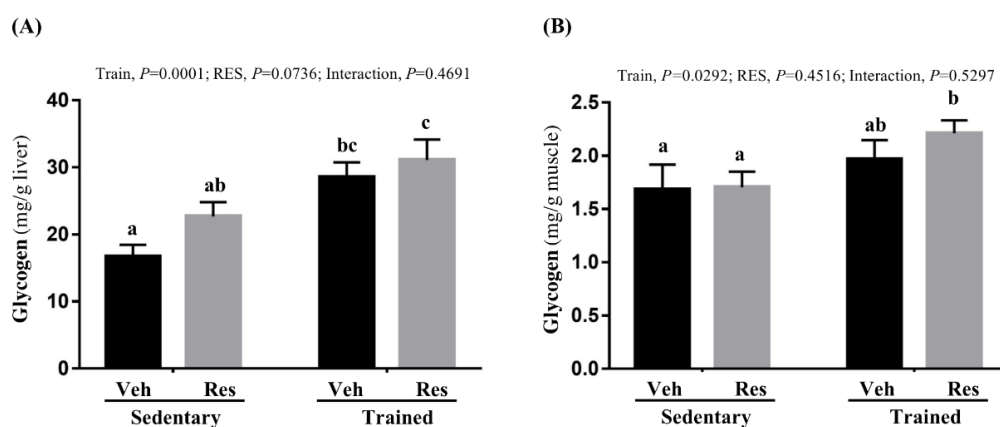 (A)
Train, P=0.0001; RES, P=0.0736; Interaction, P=0.4691
Glycogen (mg/g liver)
40
30
20
10
0
a
ab
bc
c
Veh
Res
Veh
Res
Sedentary
Trained
(B)
Train, P=0.0292; RES, P=0.4516; Interaction, P=0.5297
Glycogen (mg/g muscle)
2.5
2.0
1.5
1.0
0.5
0.0
a
a
ab
b
Veh
Res
Veh
Res
Sedentary
Trained